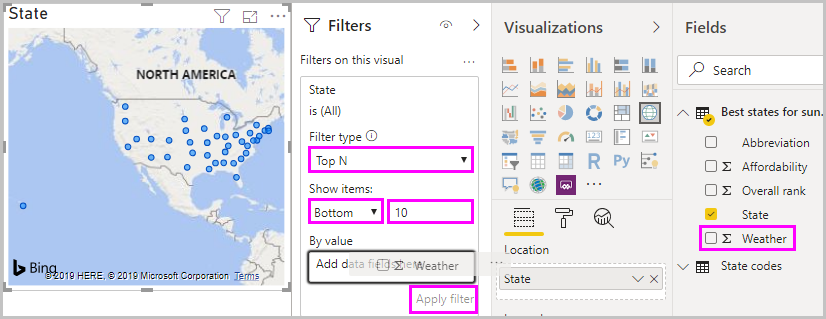 State
NORTH AMERICA
Bing
© 2019 HERE, © 2019 Microsoft Corporation Terms
Filters
Filters on this visual
...
State
is (All)
Filter type
Top N
Show items:
Bottom
10
By value
Add data fields here
Σ Weather
Apply filter
Visualizations
R
Py
...
Location
State
Fields
Search
Best states for sun...
Abbreviation
Σ Affordability
Σ Overall rank
State
Σ Weather
State codes